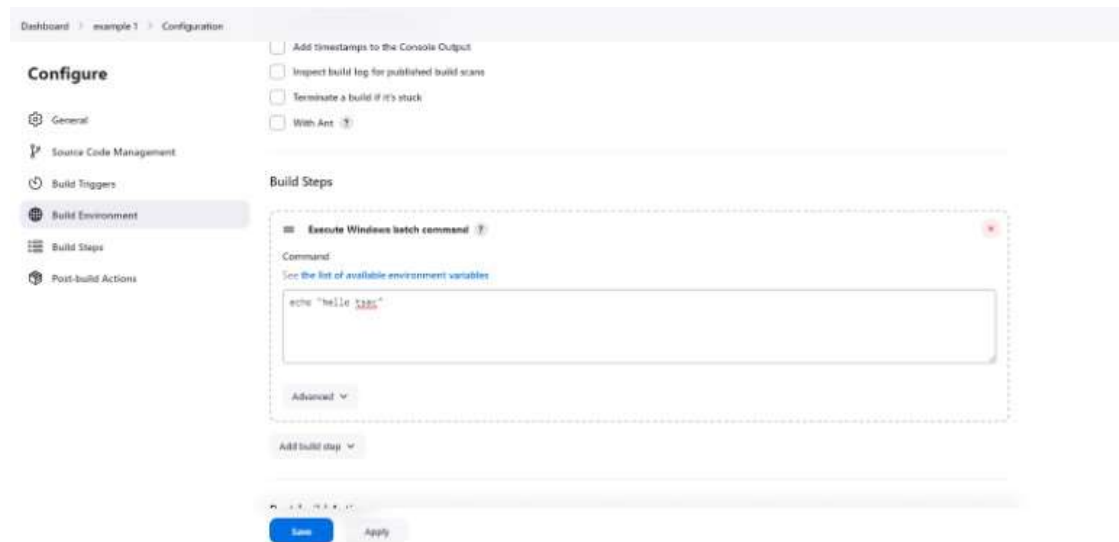 Dashboard > example 1 > Configuration
Configure
General
Source Code Management
Build Triggers
Build Environment
Build Steps
Post-build Actions
Add timestamps to the Console Output
Inspect build log for published build scans
Terminate a build if it's stuck
With Ant ?
Build Steps
Execute Windows batch command ?
Command
See the list of available environment variables
echo "hello tsec"
Advanced
Add build step
Save
Apply